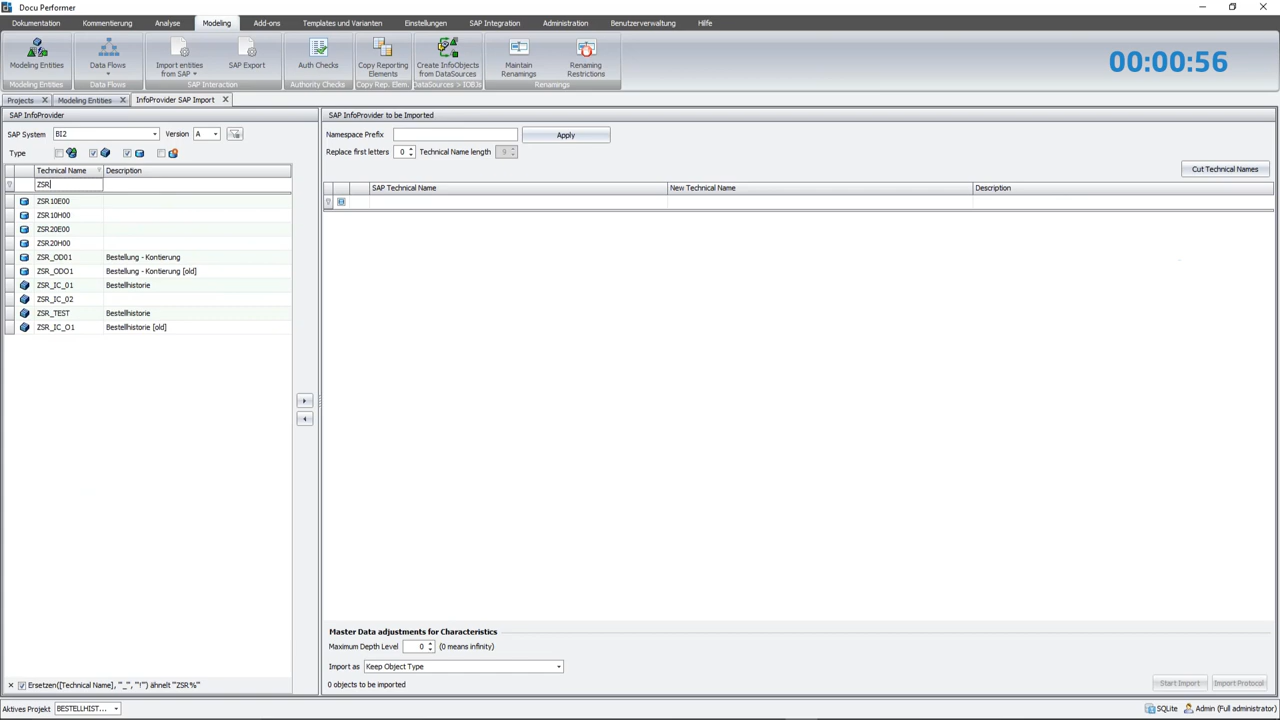 Docu Performer
Dokumentation Kommentierung Analyse Modeling Add-ons Templates und Varianten Einstellungen SAP Integration Administration Benutzerverwaltung Hilfe
Modeling Entities Data Flows Import entities from SAP SAP Export Auth Checks Copy Reporting Elements Create InfoObjects from DataSources Maintain Renamings Renaming Restrictions
Modeling Entities Data Flows SAP Interaction Authority Checks Copy Rep. Elem. DataSources > IOBJs Renamings
00:00:56
Projects Modeling Entities InfoProvider SAP Import
SAP InfoProvider
SAP System BI2 Version A
Type
Technical Name Description
ZSR
ZSR10E00
ZSR10H00
ZSR20E00
ZSR20H00
ZSR_OD01 Bestellung - Kontierung
ZSR_ODO1 Bestellung - Kontierung [old]
ZSR_IC_01 Bestellhistorie
ZSR_IC_02
ZSR_TEST Bestellhistorie
ZSR_IC_O1 Bestellhistorie [old]
Ersetzen([Technical Name], "_", "!") ähnelt "ZSR%"
SAP InfoProvider to be Imported
Namespace Prefix Apply
Replace first letters 0 Technical Name length 9
Cut Technical Names
SAP Technical Name New Technical Name Description
Master Data adjustments for Characteristics
Maximum Depth Level 0 (0 means infinity)
Import as Keep Object Type
0 objects to be imported Start Import Import Protocol
Aktives Projekt BESTELLHIST... SQLite Admin (Full administrator)